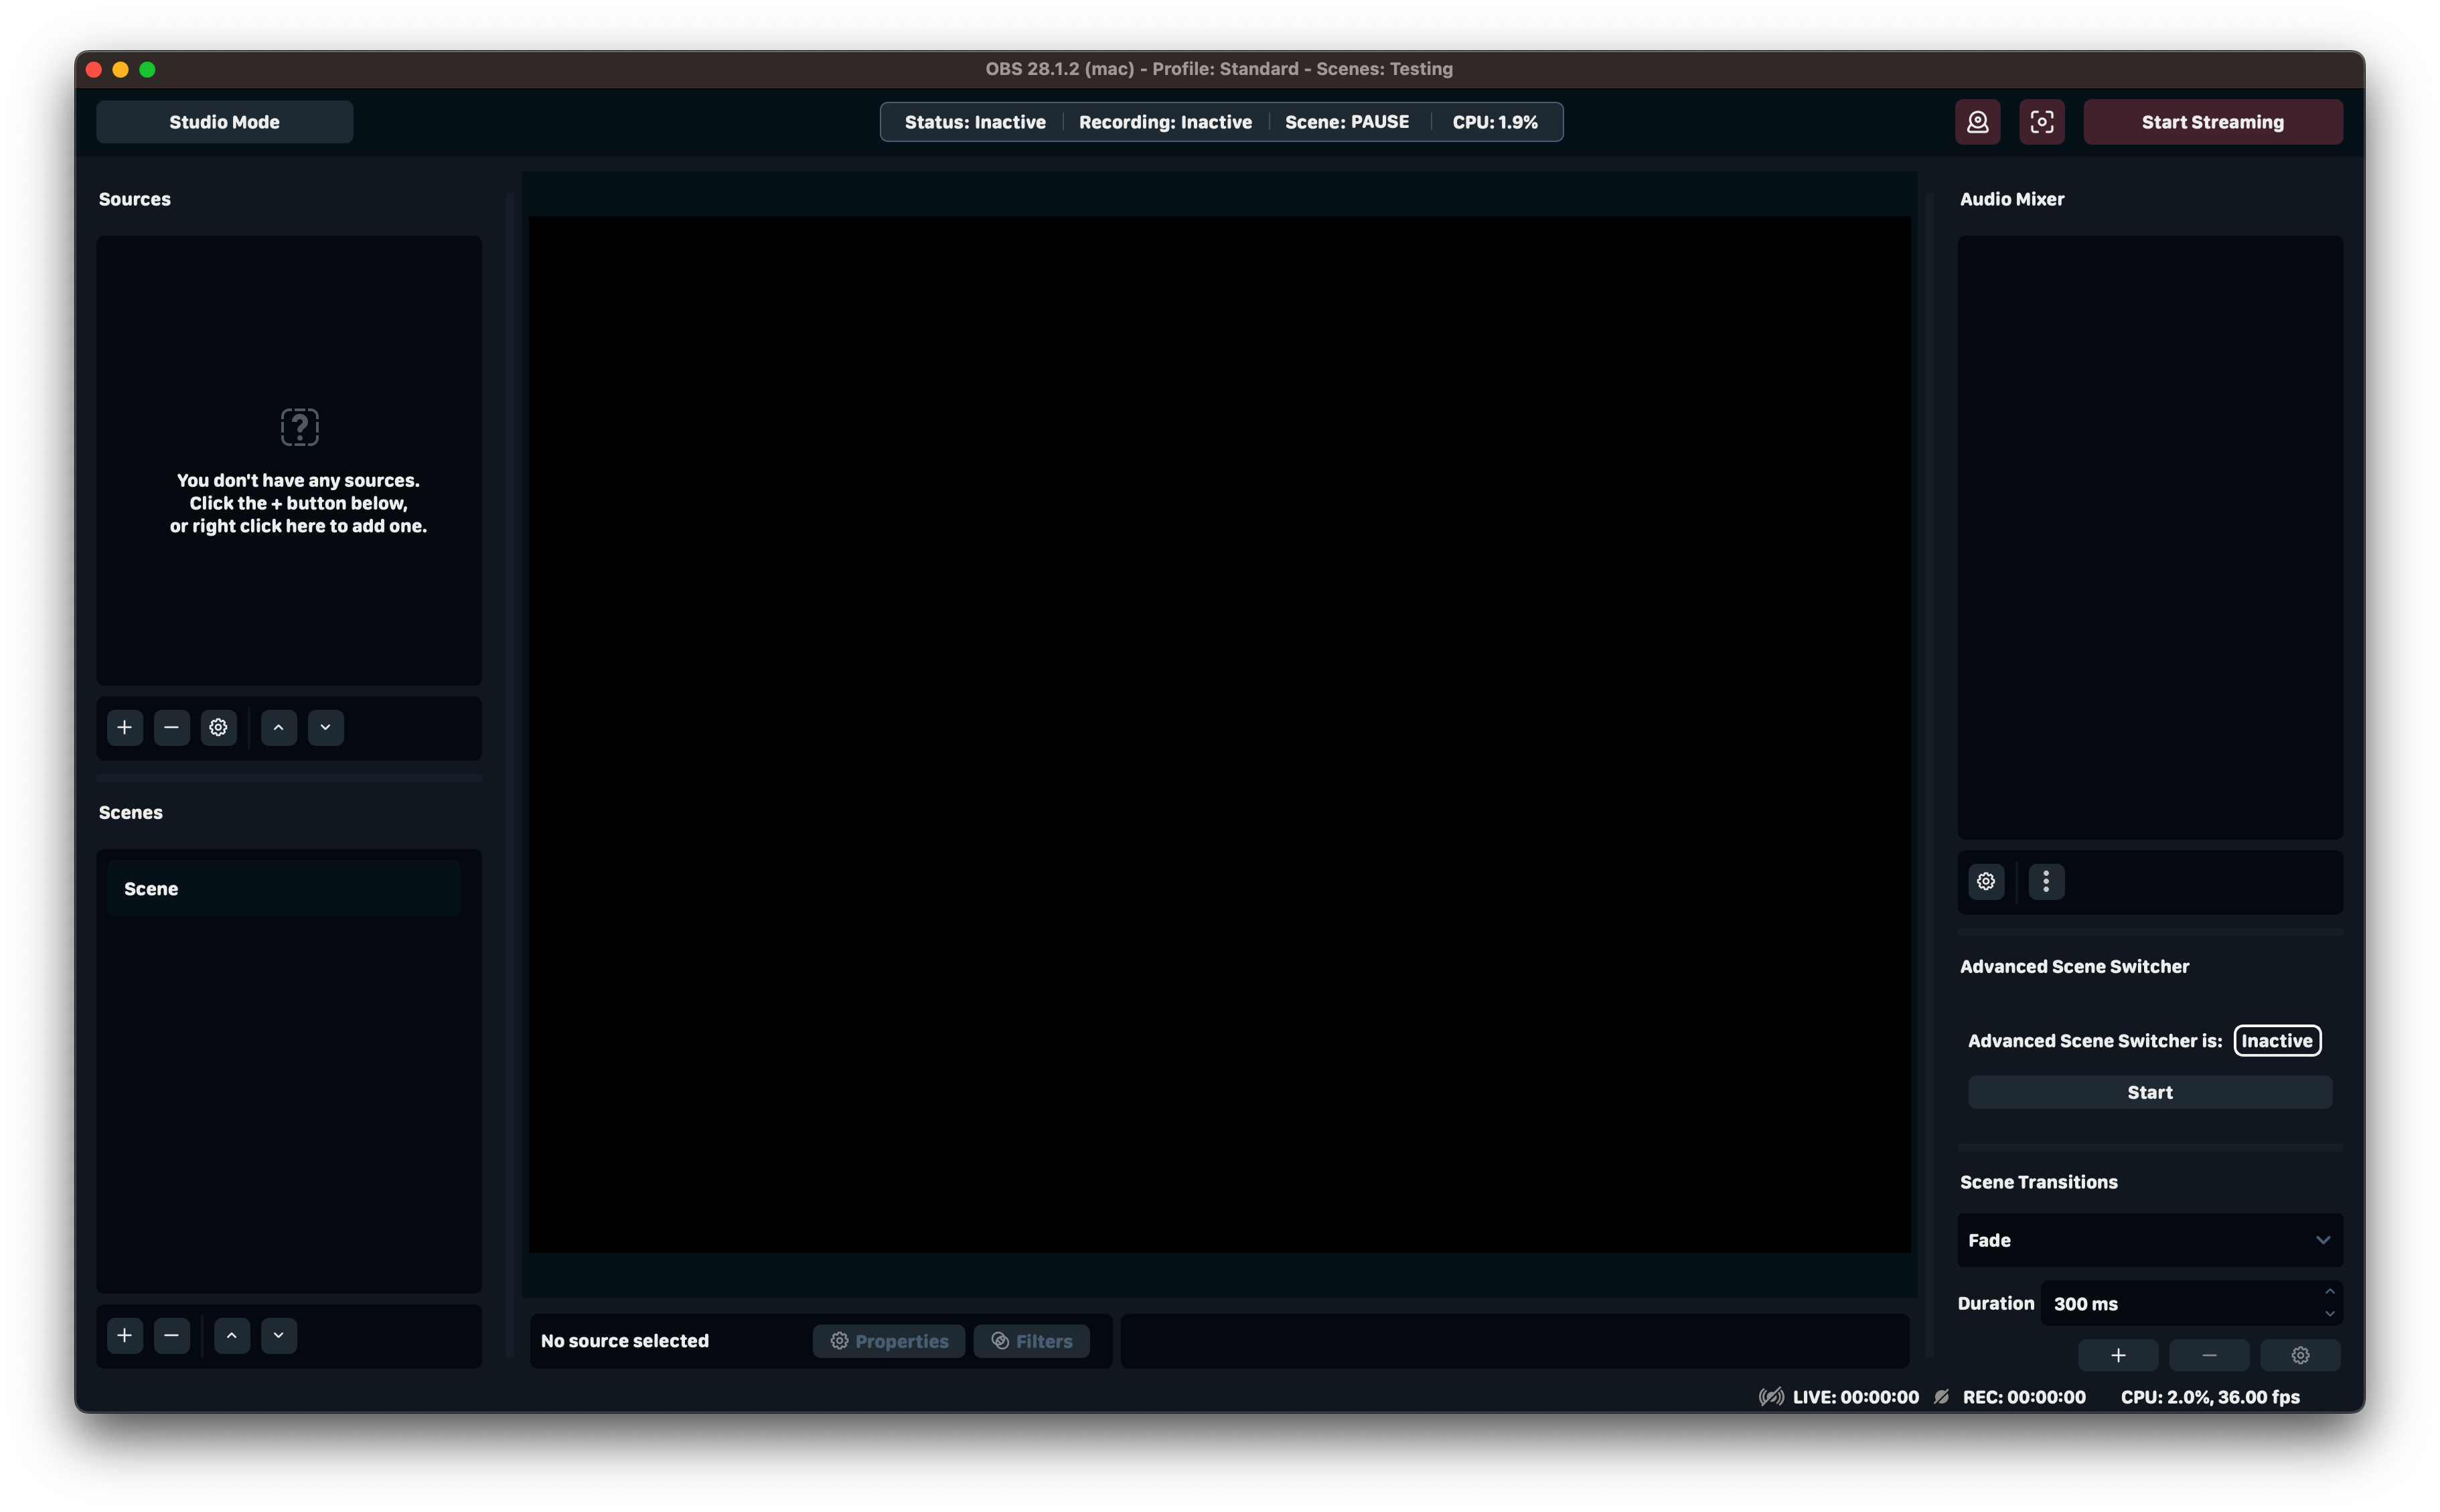 OBS 28.1.2 (mac) - Profile: Standard - Scenes: Testing
Studio Mode
Status: Inactive
Recording: Inactive
Scene: PAUSE
CPU: 1.9%
Start Streaming
Sources
You don't have any sources.
Click the + button below,
or right click here to add one.
Scenes
Scene
No source selected
Properties
Filters
Audio Mixer
Advanced Scene Switcher
Advanced Scene Switcher is: Inactive
Start
Scene Transitions
Fade
Duration 300 ms
LIVE: 00:00:00
REC: 00:00:00
CPU: 2.0%, 36.00 fps